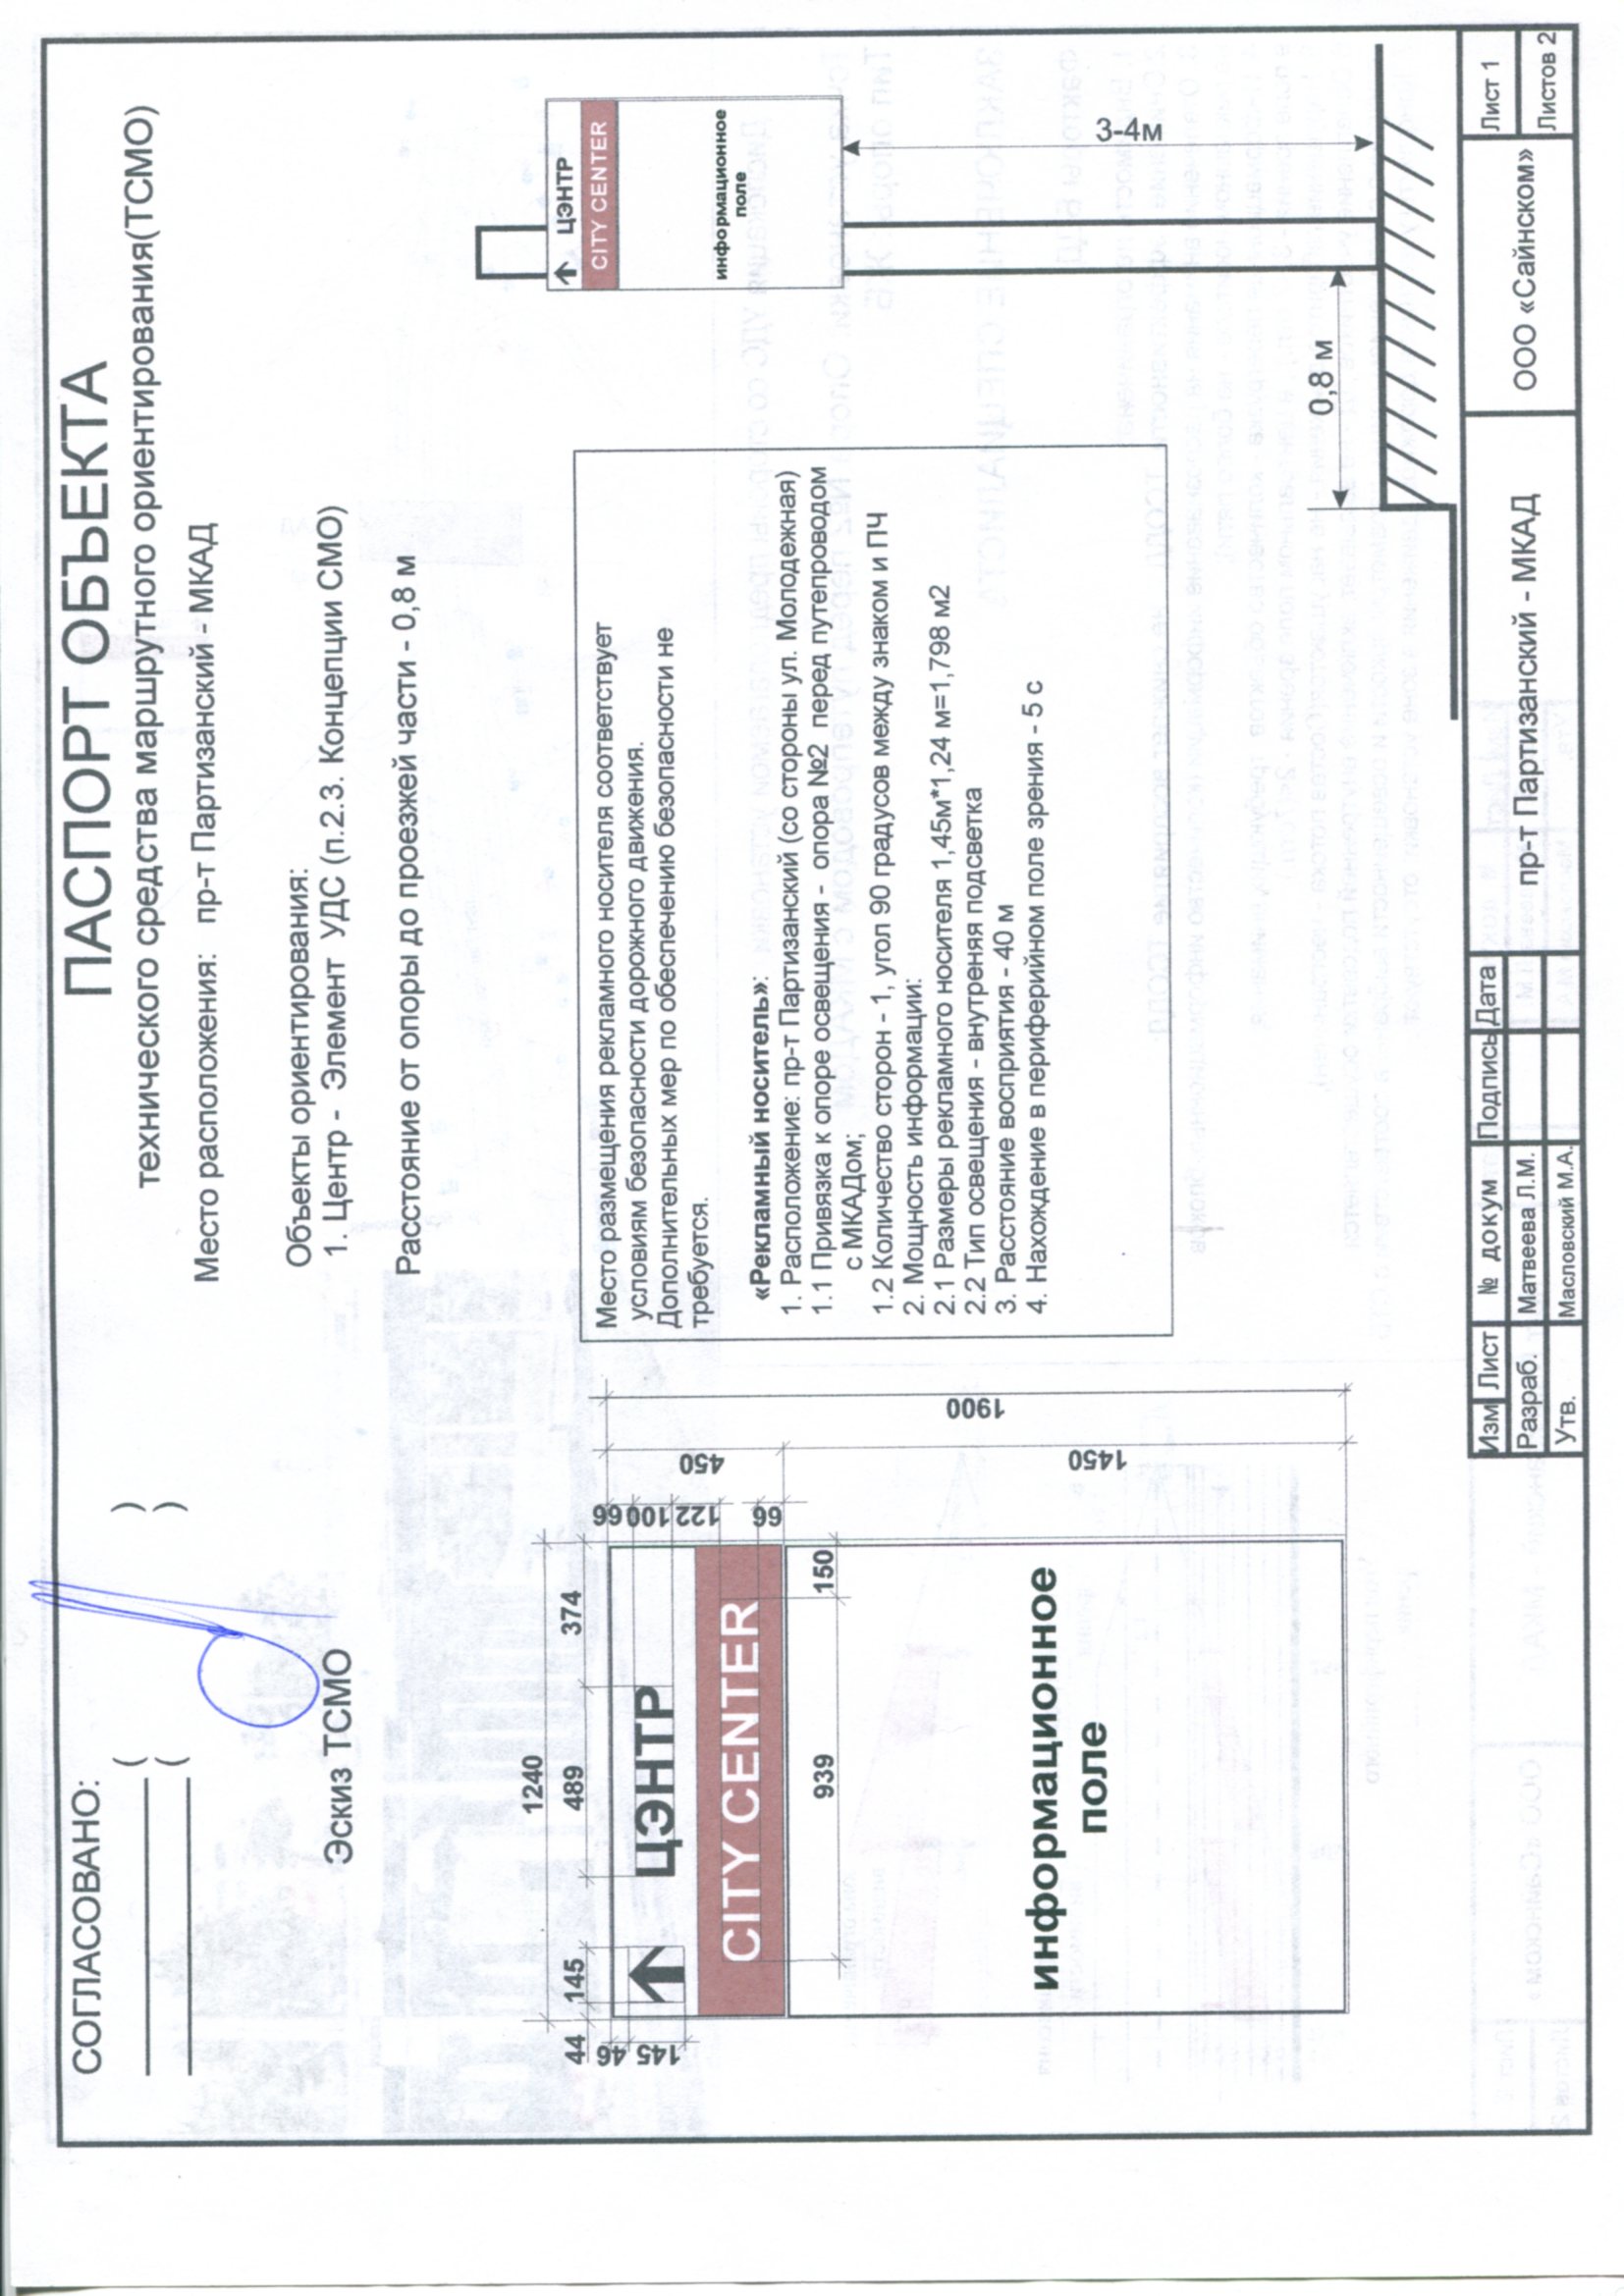 СОГЛАСОВАНО:
( )
( )
ПАСПОРТ ОБЪЕКТА
технического средства маршрутного ориентирования(ТСМО)
Место расположения: пр-т Партизанский - МКАД
Объекты ориентирования:
1. Центр - Элемент УДС (п.2.3. Концепции СМО)
Расстояние от опоры до проезжей части - 0,8 м
Эскиз ТСМО
1240
44 145 489 374
46
145
66
100
122
66
450
1450
1900
ЦЭНТР
CITY CENTER
939 150
информационное
поле
Место размещения рекламного носителя соответствует
условиям безопасности дорожного движения.
Дополнительных мер по обеспечению безопасности не
требуется.
«Рекламный носитель»:
1. Расположение: пр-т Партизанский (со стороны ул. Молодежная)
1.1 Привязка к опоре освещения - опора №2 перед путепроводом
с МКАДом;
1.2 Количество сторон - 1, угол 90 градусов между знаком и ПЧ
2. Мощность информации:
2.1 Размеры рекламного носителя 1,45м*1,24 м=1,798 м2
2.2 Тип освещения - внутреняя подсветка
3. Расстояние восприятия - 40 м
4. Нахождение в периферийном поле зрения - 5 с
ЦЭНТР
CITY CENTER
информационное
поле
3-4м
0,8 м
Изм Лист № докум Подпись Дата
Разраб. Матвеева Л.М.
Утв. Масловский М.А.
пр-т Партизанский - МКАД
ООО «Сайнском»
Лист 1
Листов 2